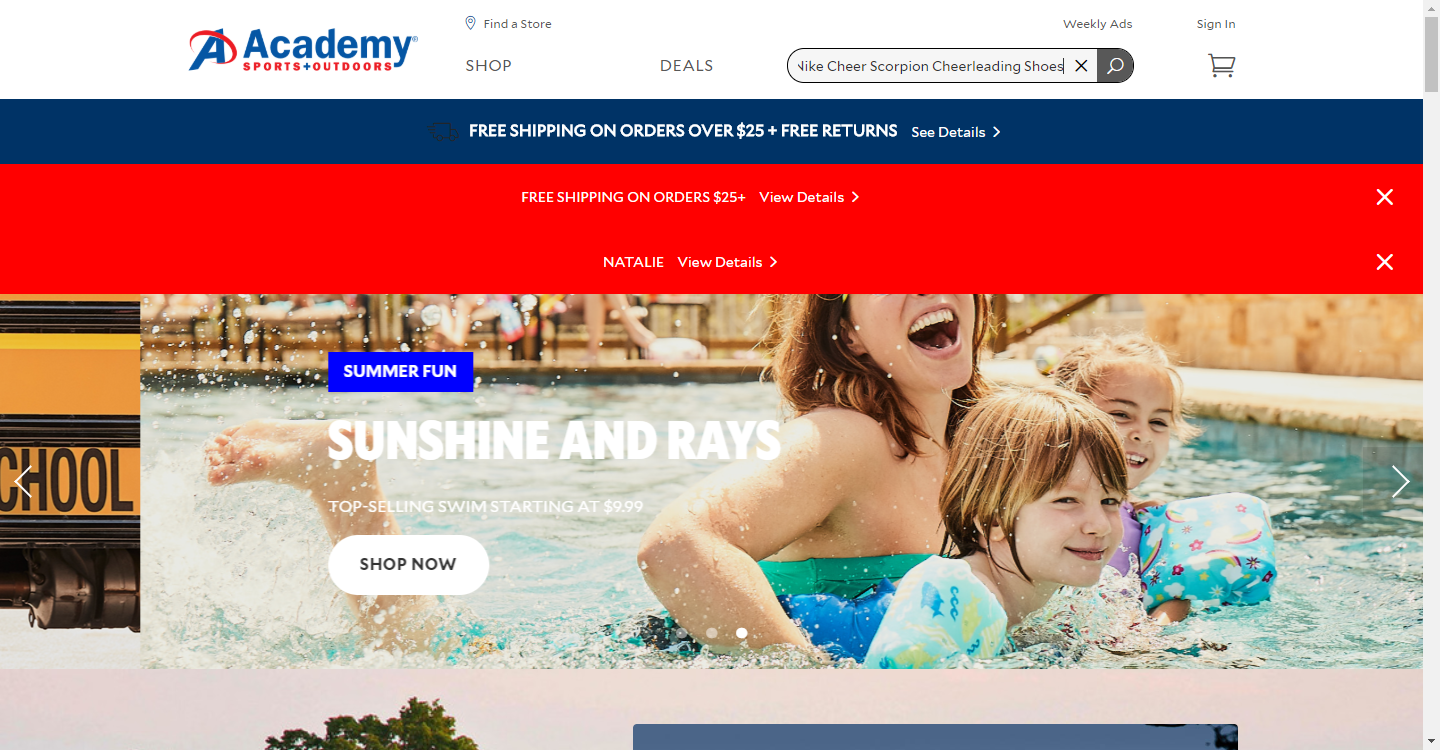 Find a Store
Weekly Ads
Sign In
Academy
SPORTS+OUTDOORS
SHOP
DEALS
Nike Cheer Scorpion Cheerleading Shoes
FREE SHIPPING ON ORDERS OVER $25 + FREE RETURNS See Details
FREE SHIPPING ON ORDERS $25+ View Details
NATALIE View Details
SUMMER FUN
SUNSHINE AND RAYS
CHOOL
TOP-SELLING SWIM STARTING AT $9.99
SHOP NOW